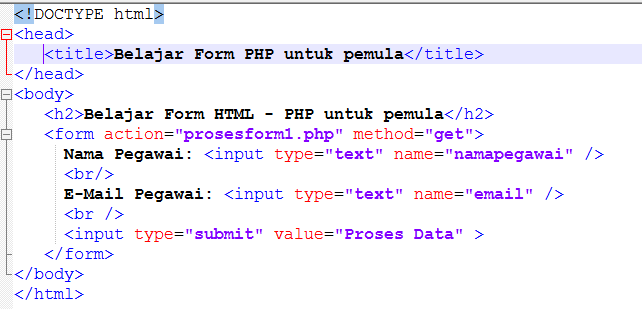 <!DOCTYPE html>
<head>
<title>Belajar Form PHP untuk pemula</title>
</head>
<body>
<h2>Belajar Form HTML - PHP untuk pemula</h2>
<form action="prosesform1.php" method="get">
Nama Pegawai: <input type="text" name="namapegawai" />
<br/>
E-Mail Pegawai: <input type="text" name="email" />
<br />
<input type="submit" value="Proses Data" >
</form>
</body>
</html>